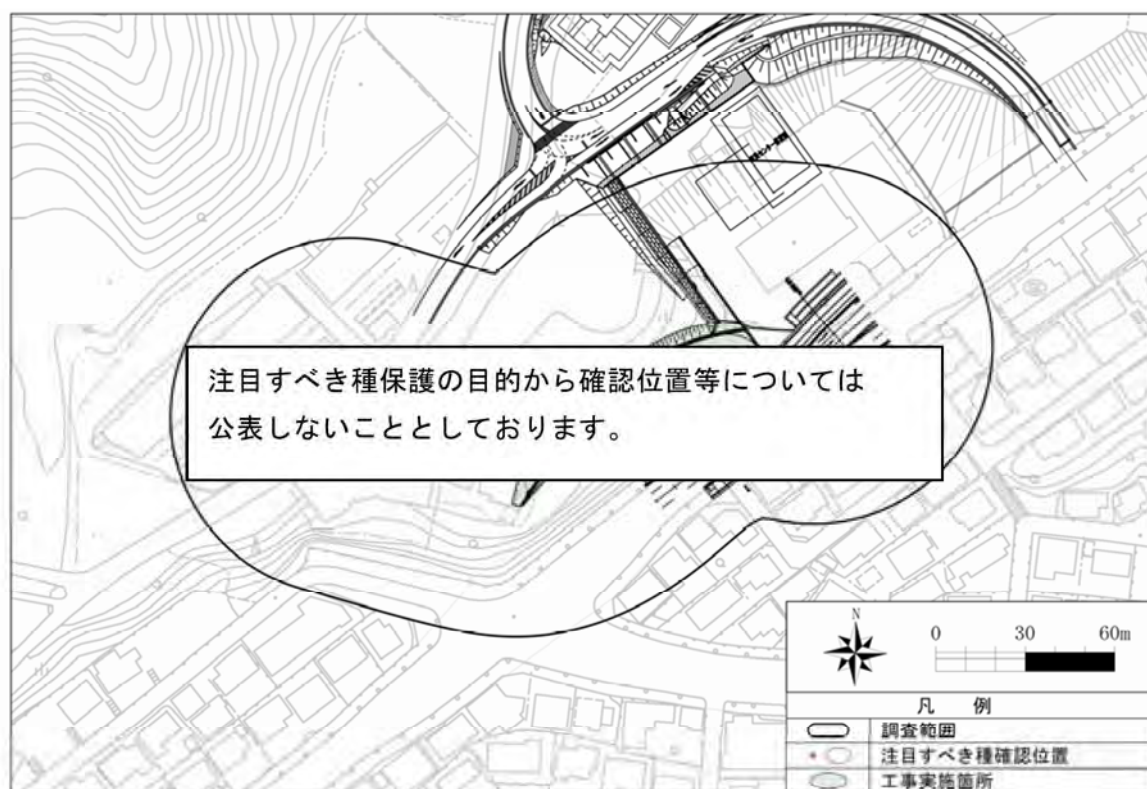 注目すべき種保護の目的から確認位置等については
公表しないこととしております。
N
0 30 60m
凡 例
調査範囲
注目すべき種確認位置
工事実施箇所